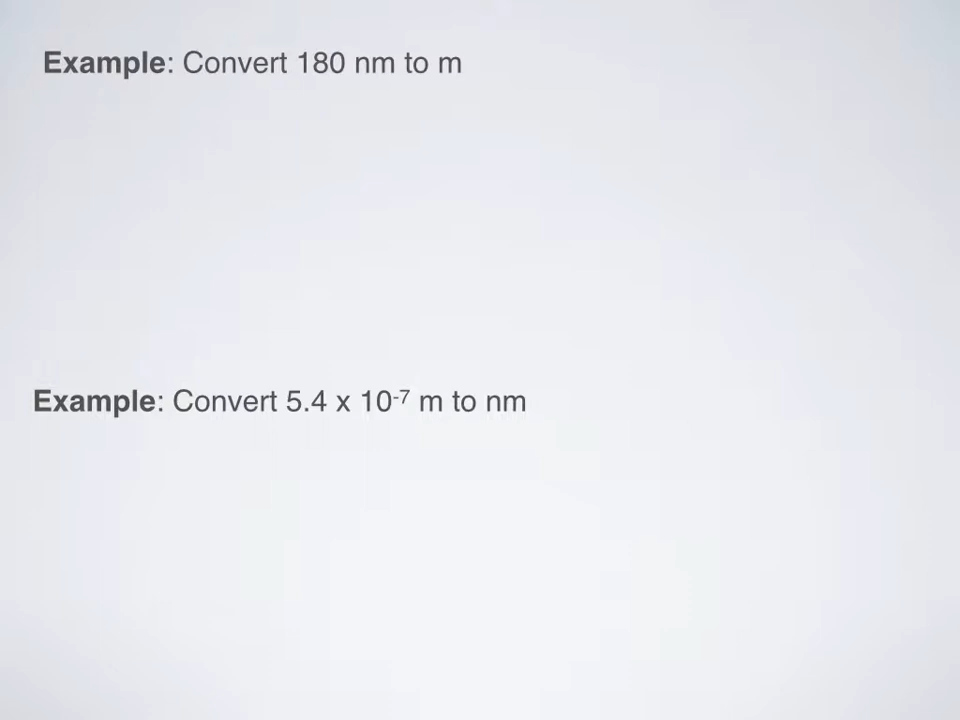 Example: Convert 180 nm to m
Example: Convert 5.4 x 10⁻⁷ m to nm